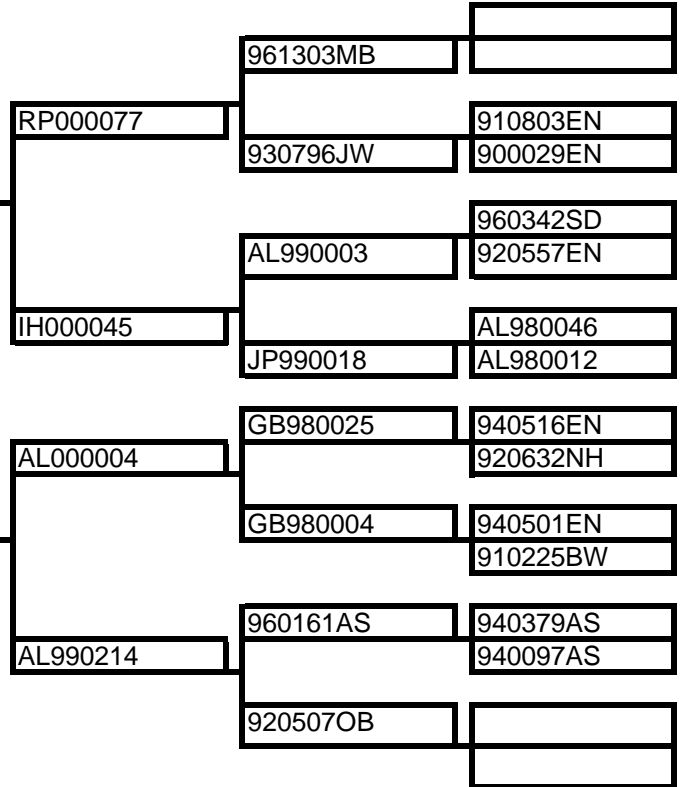 961303MB
RP000077 910803EN
930796JW 900029EN
960342SD
AL990003 920557EN
IH000045 AL980046
JP990018 AL980012
GB980025 940516EN
AL000004 920632NH
GB980004 940501EN
910225BW
960161AS 940379AS
AL990214 940097AS
920507OB